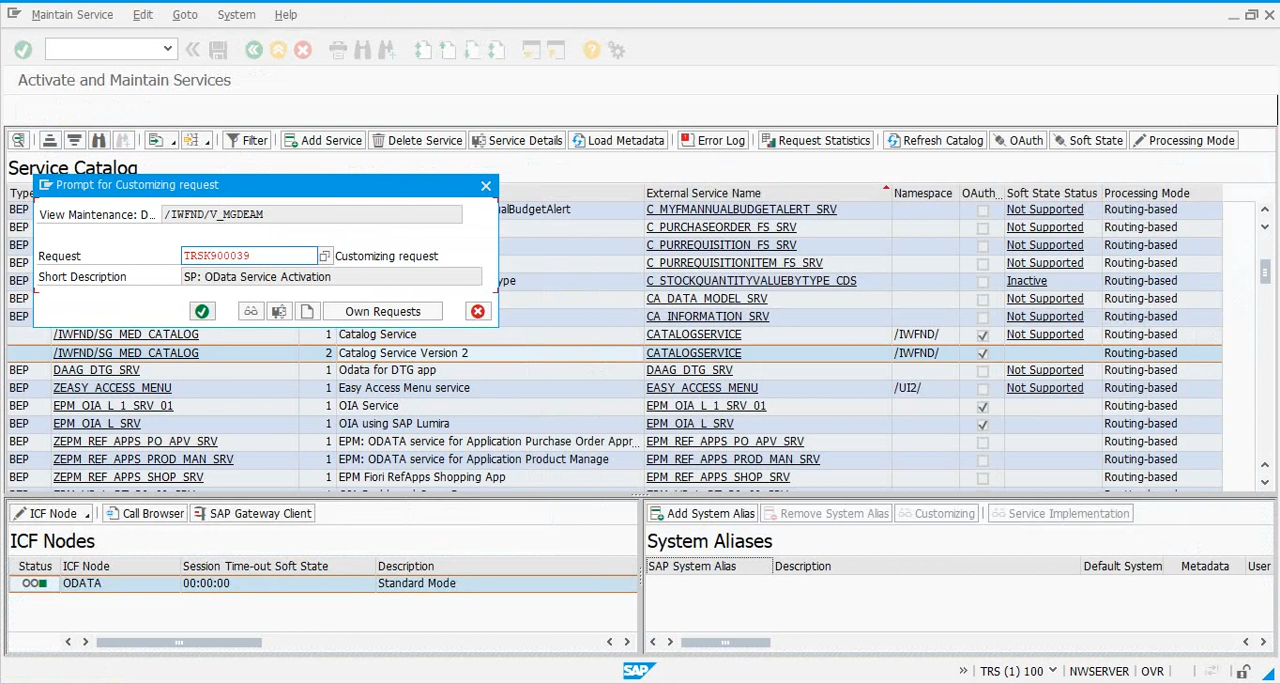 Maintain Service Edit Goto System Help
Activate and Maintain Services
Filter Add Service Delete Service Service Details Load Metadata Error Log Request Statistics Refresh Catalog OAuth Soft State Processing Mode
Service Catalog
Prompt for Customizing request
View Maintenance: D... /IWFND/V_MGDEAM
Request TRSK900039 Customizing request
Short Description SP: OData Service Activation
Own Requests
Type External Service Name Namespace OAuth... Soft State Status Processing Mode
BEP alBudgetAlert C_MYFMANNUALBUDGETALERT_SRV Not Supported Routing-based
BEP C_PURCHASEORDER_FS_SRV Not Supported Routing-based
BEP C_PURREQUISITION_FS_SRV Not Supported Routing-based
BEP C_PURREQUISITIONITEM_FS_SRV Not Supported Routing-based
BEP ype C_STOCKQUANTITYVALUEBYTYPE_CDS Inactive Routing-based
BEP CA_DATA_MODEL_SRV Not Supported Routing-based
BEP CA_INFORMATION_SRV Not Supported Routing-based
/IWFND/SG_MED_CATALOG 1 Catalog Service CATALOGSERVICE /IWFND/ Not Supported Routing-based
/IWFND/SG_MED_CATALOG 2 Catalog Service Version 2 CATALOGSERVICE /IWFND/ Routing-based
BEP DAAG_DTG_SRV 1 Odata for DTG app DAAG_DTG_SRV Not Supported Routing-based
BEP ZEASY_ACCESS_MENU 1 Easy Access Menu service EASY_ACCESS_MENU /UI2/ Not Supported Routing-based
BEP EPM_OIA_L_1_SRV_01 1 OIA Service EPM_OIA_L_1_SRV_01 Routing-based
BEP EPM_OIA_L_SRV 1 OIA using SAP Lumira EPM_OIA_L_SRV Routing-based
BEP ZEPM_REF_APPS_PO_APV_SRV 1 EPM: ODATA service for Application Purchase Order Appr... EPM_REF_APPS_PO_APV_SRV Routing-based
BEP ZEPM_REF_APPS_PROD_MAN_SRV 1 EPM: ODATA service for Application Product Manage EPM_REF_APPS_PROD_MAN_SRV Routing-based
BEP ZEPM_REF_APPS_SHOP_SRV 1 EPM Fiori RefApps Shopping App EPM_REF_APPS_SHOP_SRV Routing-based
ICF Node Call Browser SAP Gateway Client
ICF Nodes
Status ICF Node Session Time-out Soft State Description
ODATA 00:00:00 Standard Mode
Add System Alias Remove System Alias Customizing Service Implementation
System Aliases
SAP System Alias Description Default System Metadata User
SAP
» TRS (1) 100 NWSERVER OVR